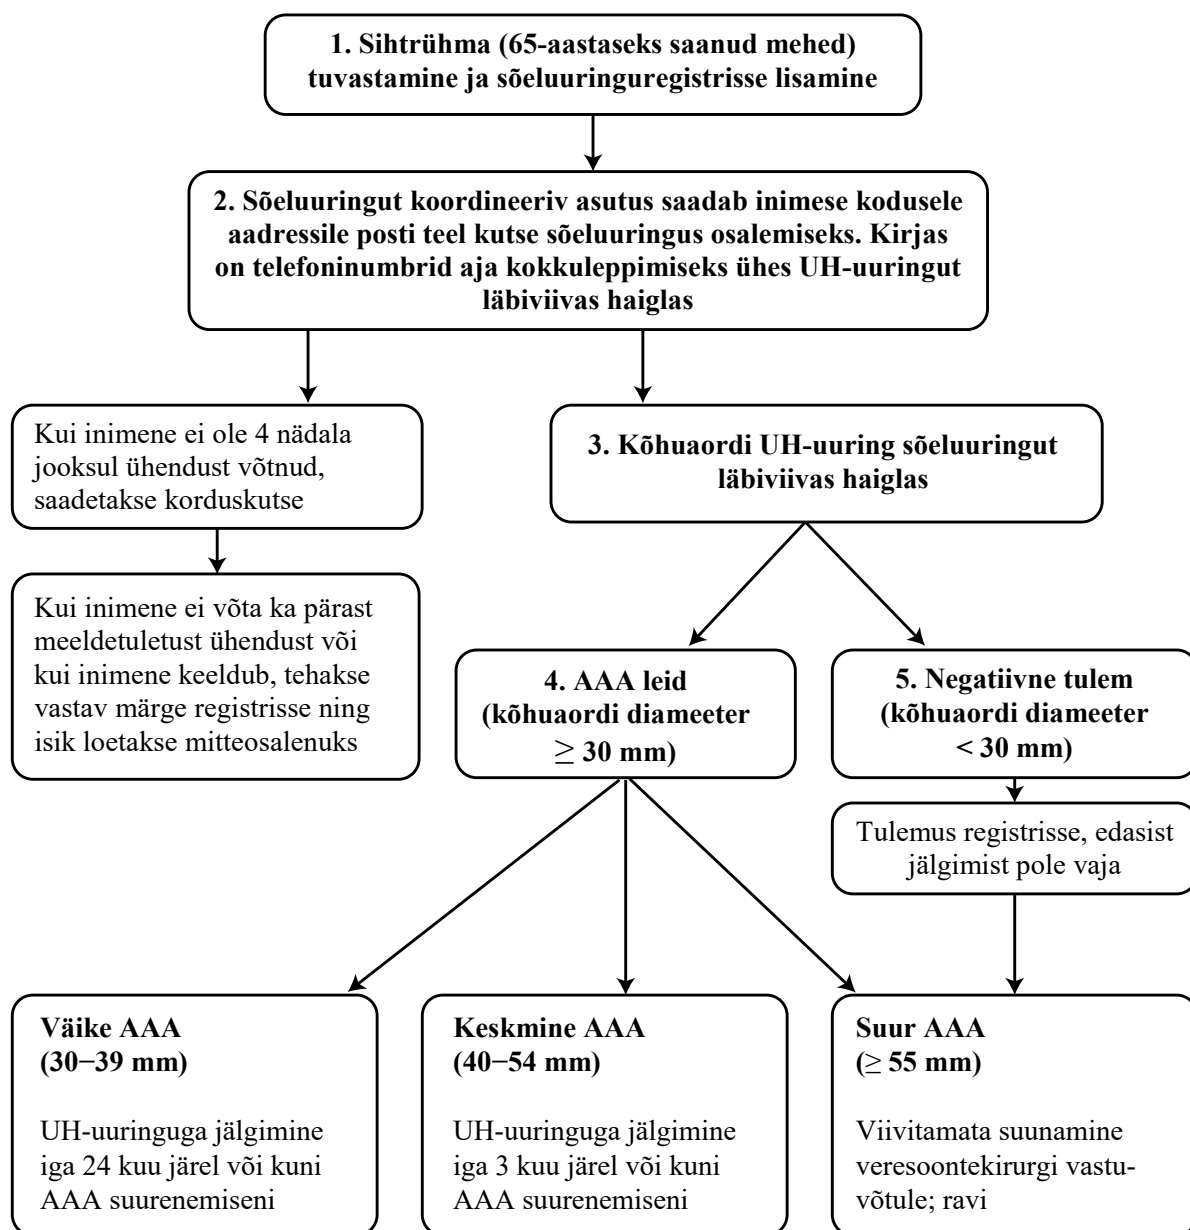 1. Sihtrühma (65-aastaseks saanud mehed)
tuvastamine ja sõeluuringuregistrisse lisamine
2. Sõeluuringut koordineeriv asutus saadab inimese kodusele
aadressile posti teel kutse sõeluuringus osalemiseks. Kirjas
on telefoninumbrid aja kokkuleppimiseks ühes UH-uuringut
läbiviivas haiglas
Kui inimene ei ole 4 nädala
jooksul ühendust võtnud,
saadetakse korduskutse
3. Kõhuaordi UH-uuring sõeluuringut
läbiviivas haiglas
Kui inimene ei võta ka pärast
meeldetuletust ühendust või
kui inimene keeldub, tehakse
vastav märge registrisse ning
isik loetakse mitteosalenuks
4. AAA leid
(kõhuaordi diameeter
≥ 30 mm)
5. Negatiivne tulem
(kõhuaordi diameeter
< 30 mm)
Tulemus registrisse, edasist
jälgimist pole vaja
Väike AAA
(30−39 mm)
UH-uuringuga jälgimine
iga 24 kuu järel või kuni
AAA suurenemiseni
Keskmine AAA
(40−54 mm)
UH-uuringuga jälgimine
iga 3 kuu järel või kuni
AAA suurenemiseni
Suur AAA
(≥ 55 mm)
Viivitamata suunamine
veresoontekirurgi vastu-
võtule; ravi